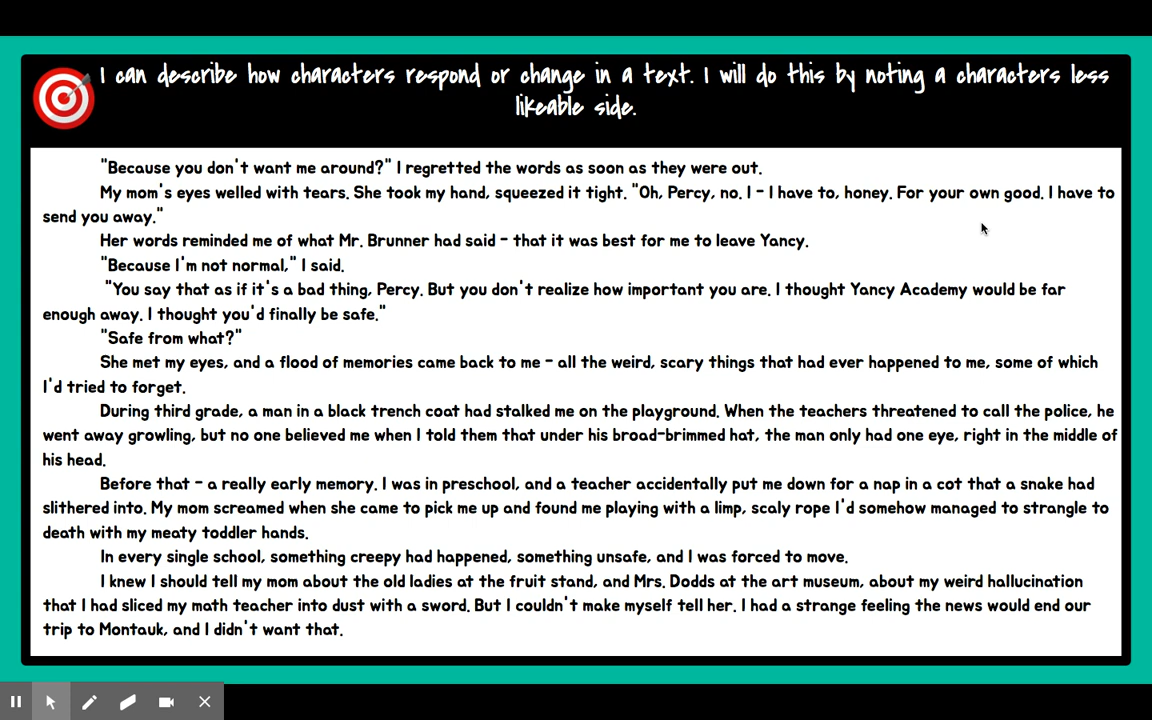 I can describe how characters respond or change in a text. I will do this by noting a characters less
likeable side.
"Because you don't want me around?" I regretted the words as soon as they were out.
My mom's eyes welled with tears. She took my hand, squeezed it tight. "Oh, Percy, no. I - I have to, honey. For your own good. I have to
send you away."
Her words reminded me of what Mr. Brunner had said - that it was best for me to leave Yancy.
"Because I'm not normal," I said.
"You say that as if it's a bad thing, Percy. But you don't realize how important you are. I thought Yancy Academy would be far
enough away. I thought you'd finally be safe."
"Safe from what?"
She met my eyes, and a flood of memories came back to me - all the weird, scary things that had ever happened to me, some of which
I'd tried to forget.
During third grade, a man in a black trench coat had stalked me on the playground. When the teachers threatened to call the police, he
went away growling, but no one believed me when I told them that under his broad-brimmed hat, the man only had one eye, right in the middle of
his head.
Before that - a really early memory. I was in preschool, and a teacher accidentally put me down for a nap in a cot that a snake had
slithered into. My mom screamed when she came to pick me up and found me playing with a limp, scaly rope I'd somehow managed to strangle to
death with my meaty toddler hands.
In every single school, something creepy had happened, something unsafe, and I was forced to move.
I knew I should tell my mom about the old ladies at the fruit stand, and Mrs. Dodds at the art museum, about my weird hallucination
that I had sliced my math teacher into dust with a sword. But I couldn't make myself tell her. I had a strange feeling the news would end our
trip to Montauk, and I didn't want that.